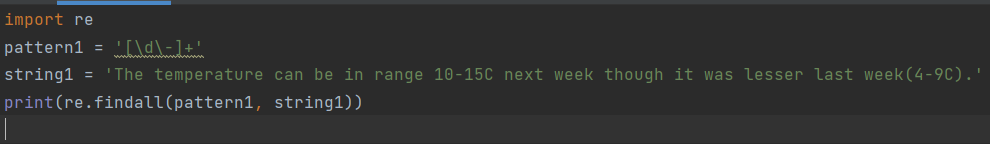 import re
pattern1 = '[\d\-]+'
string1 = 'The temperature can be in range 10-15C next week though it was lesser last week(4-9C).'
print(re.findall(pattern1, string1))